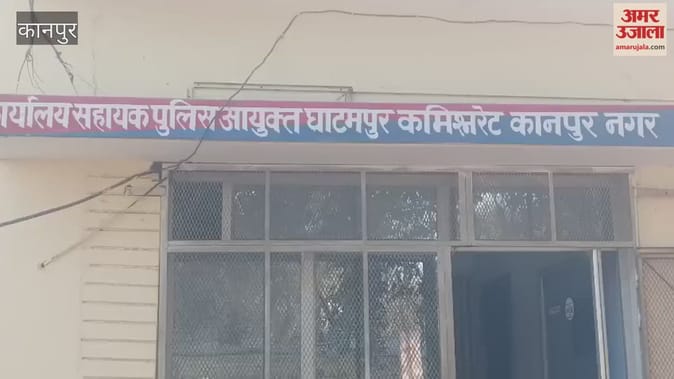 कानपुर
अमर
उजाला
amarujala.com
कार्यालय सहायक पुलिस आयुक्त घाटमपुर कमिश्नरेट कानपुर नगर